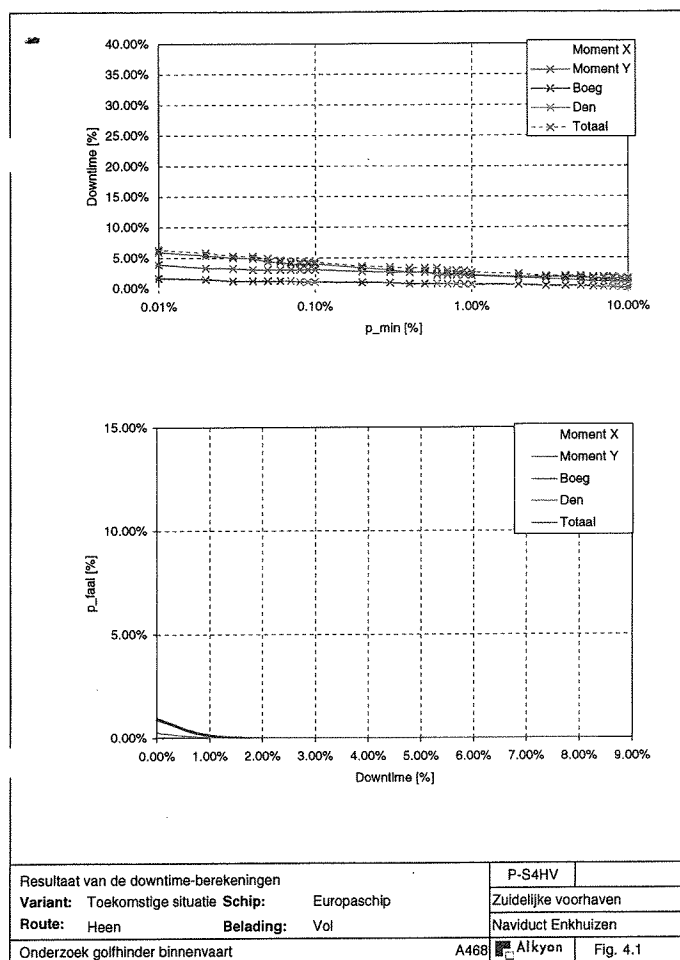 40.00%
35.00%
30.00%
25.00%
20.00%
15.00%
10.00%
5.00%
0.00%
Downtime [%]
0.01%
0.10%
1.00%
10.00%
p_min [%]
Moment X
Moment Y
Boeg
Den
Totaal
15.00%
10.00%
5.00%
0.00%
p_faal [%]
0.00%
1.00%
2.00%
3.00%
4.00%
5.00%
6.00%
7.00%
8.00%
9.00%
Downtime [%]
Moment X
Moment Y
Boeg
Den
Totaal
Resultaat van de downtime-berekeningen
P-S4HV
Variant: Toekomstige situatie Schip: Europaschip
Zuidelijke voorhaven
Route: Heen Belading: Vol
Naviduct Enkhuizen
Onderzoek golfhinder binnenvaart A468 Alkyon Fig. 4.1